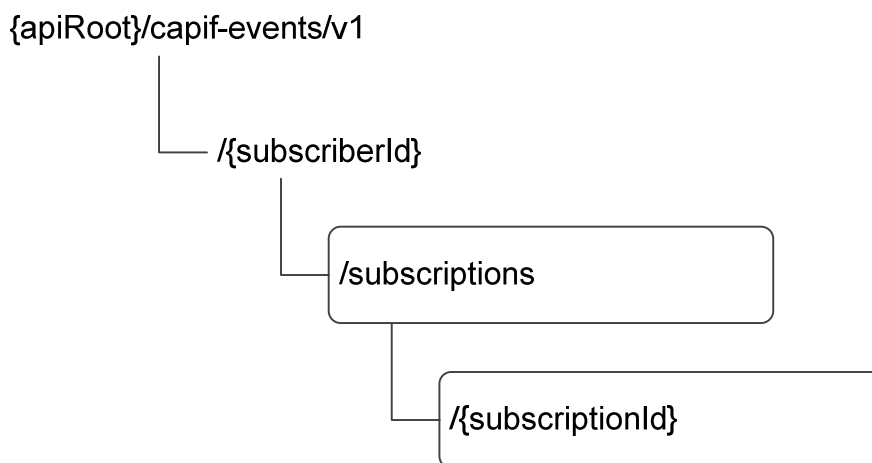 {apiRoot}/capif-events/v1
/{subscriberId}
/subscriptions
/{subscriptionId}